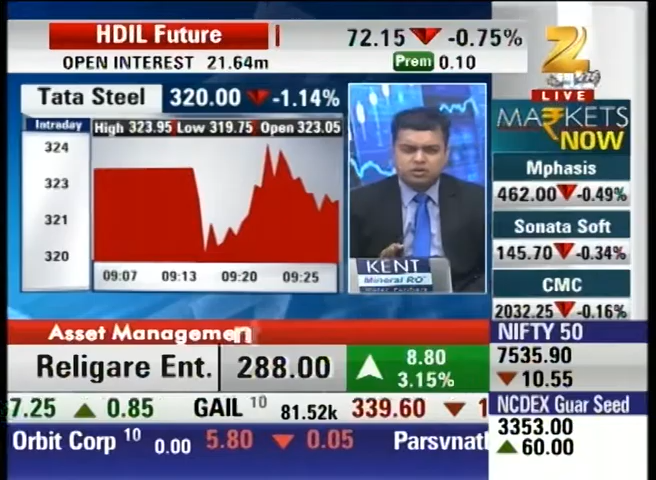 HDIL Future
OPEN INTEREST 21.64m
72.15 -0.75%
Prem 0.10
LIVE
MARKETS
NOW
Tata Steel 320.00 -1.14%
Intraday High 323.95 Low 319.75 Open 323.05
324
323
321
320
09:07 09:13 09:20 09:25
KENT
Mineral RO
Water Purifiers
Mphasis
462.00 -0.49%
Sonata Soft
145.70 -0.34%
CMC
2032.25 -0.16%
Asset Management
Religare Ent. 288.00 8.80
3.15%
NIFTY 50
7535.90
10.55
NCDEX Guar Seed
3353.00
60.00
7.25 0.85 GAIL 10 81.52k 339.60 1
Orbit Corp 10 0.00 5.80 0.05 Parsvnath